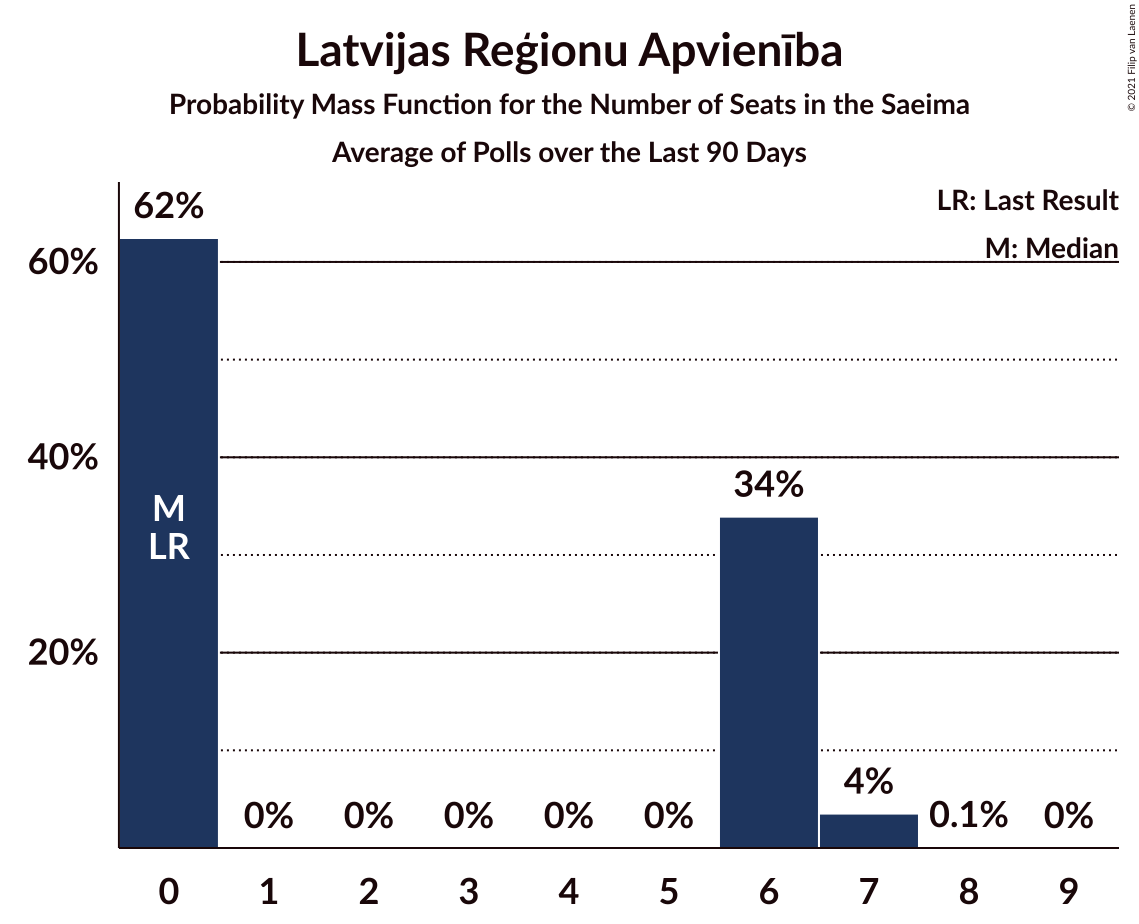 Latvijas Reģionu Apvienība
Probability Mass Function for the Number of Seats in the Saeima
Average of Polls over the Last 90 Days
© 2021 Filip van Laenen
LR: Last Result
M: Median
62%
60%
40%
34%
M
LR
20%
4%
0% 0% 0% 0% 0% 0.1% 0%
0 1 2 3 4 5 6 7 8 9